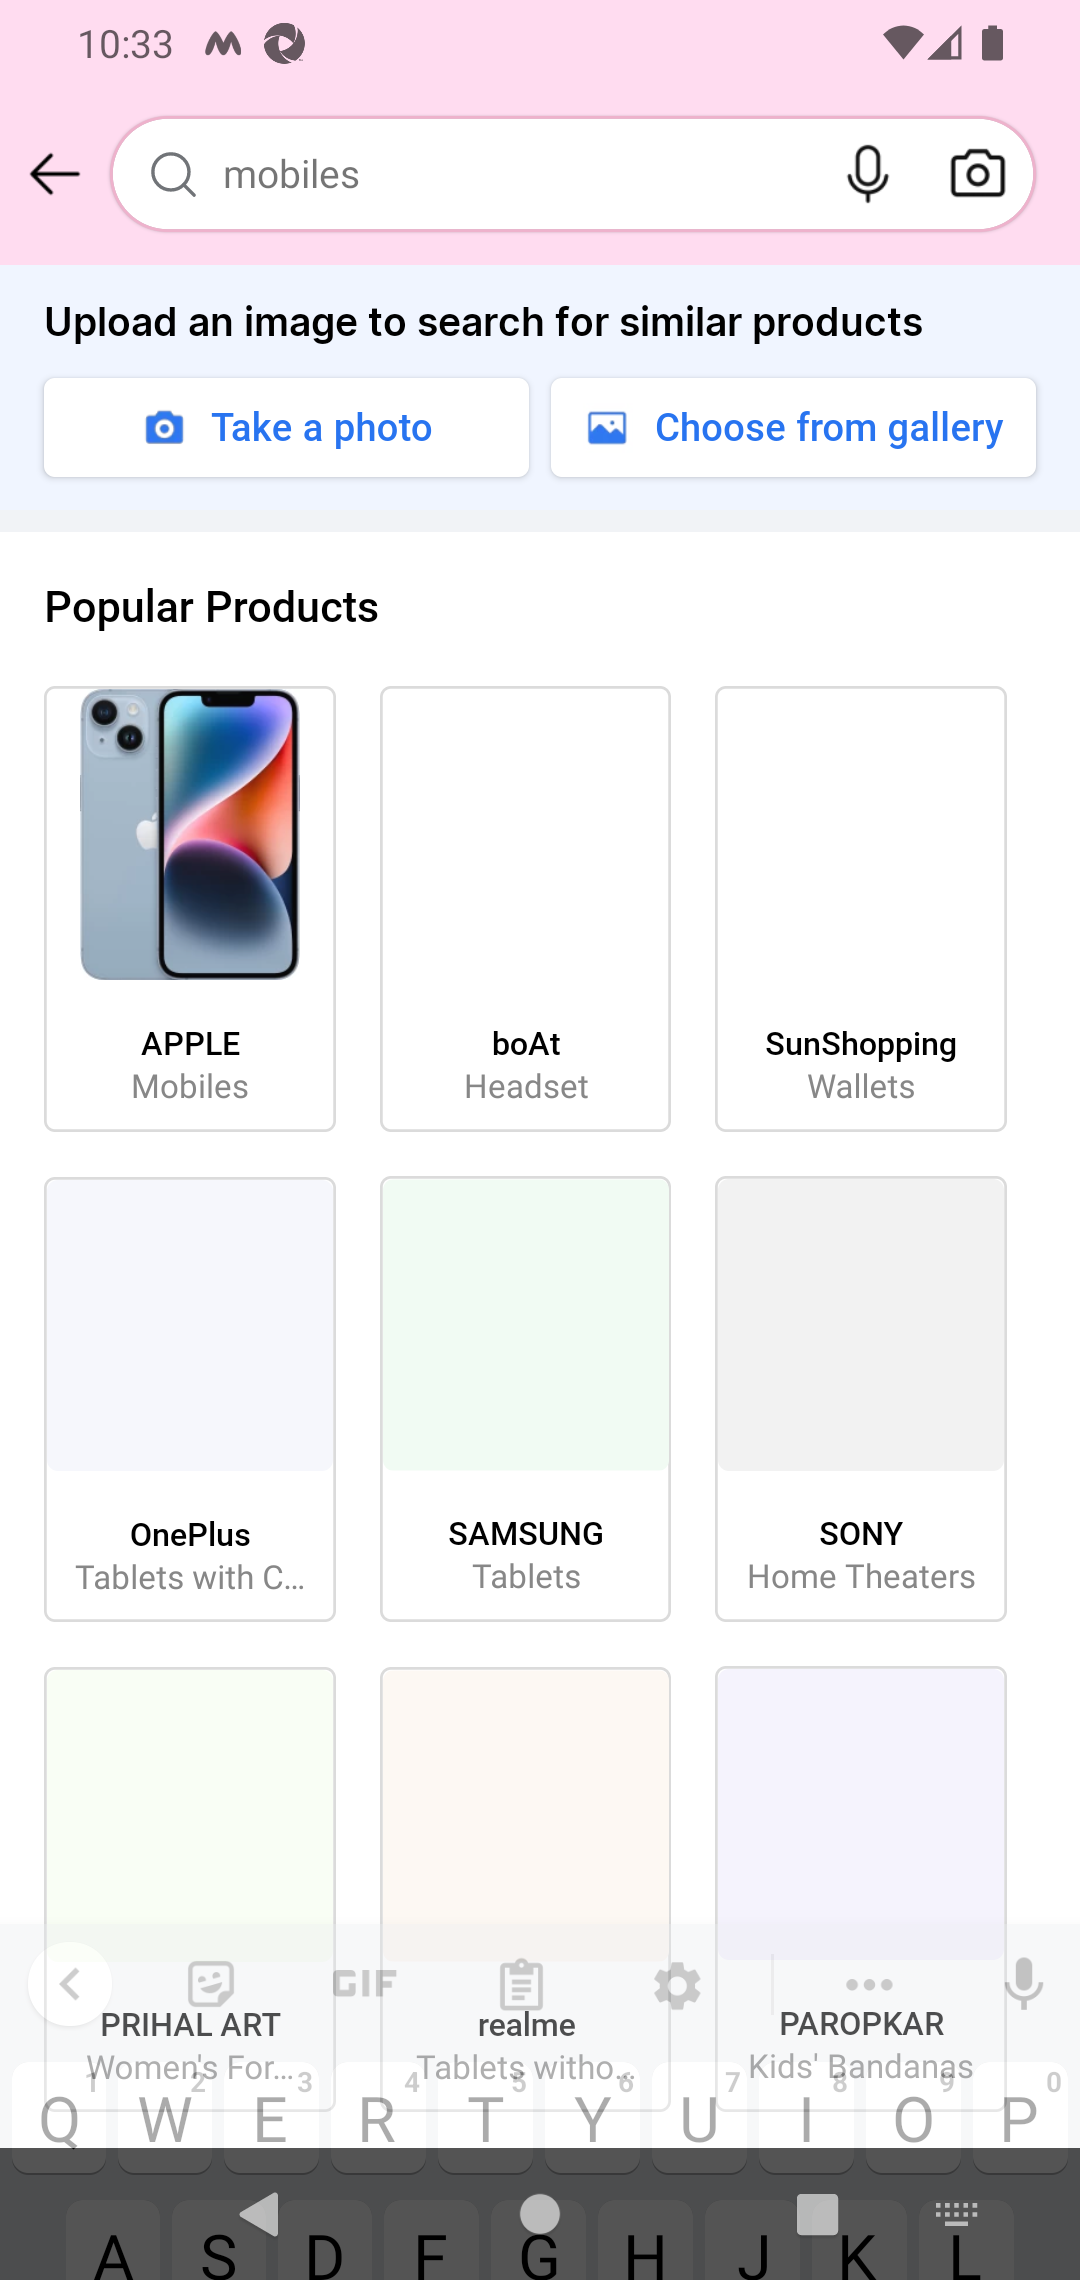 10:33
mobiles
Upload an image to search for similar products
Take a photo
Choose from gallery
Popular Products
APPLE
Mobiles
boAt
Headset
SunShopping
Wallets
OnePlus
Tablets with C...
SAMSUNG
Tablets
SONY
Home Theaters
GIF
PRIHAL ART
Women's For...
realme
Tablets witho...
PAROPKAR
Kids' Bandanas
1 2 3 4 5 6 7 8 9 0
Q W E R T Y U I O P
A S D F G H J K L